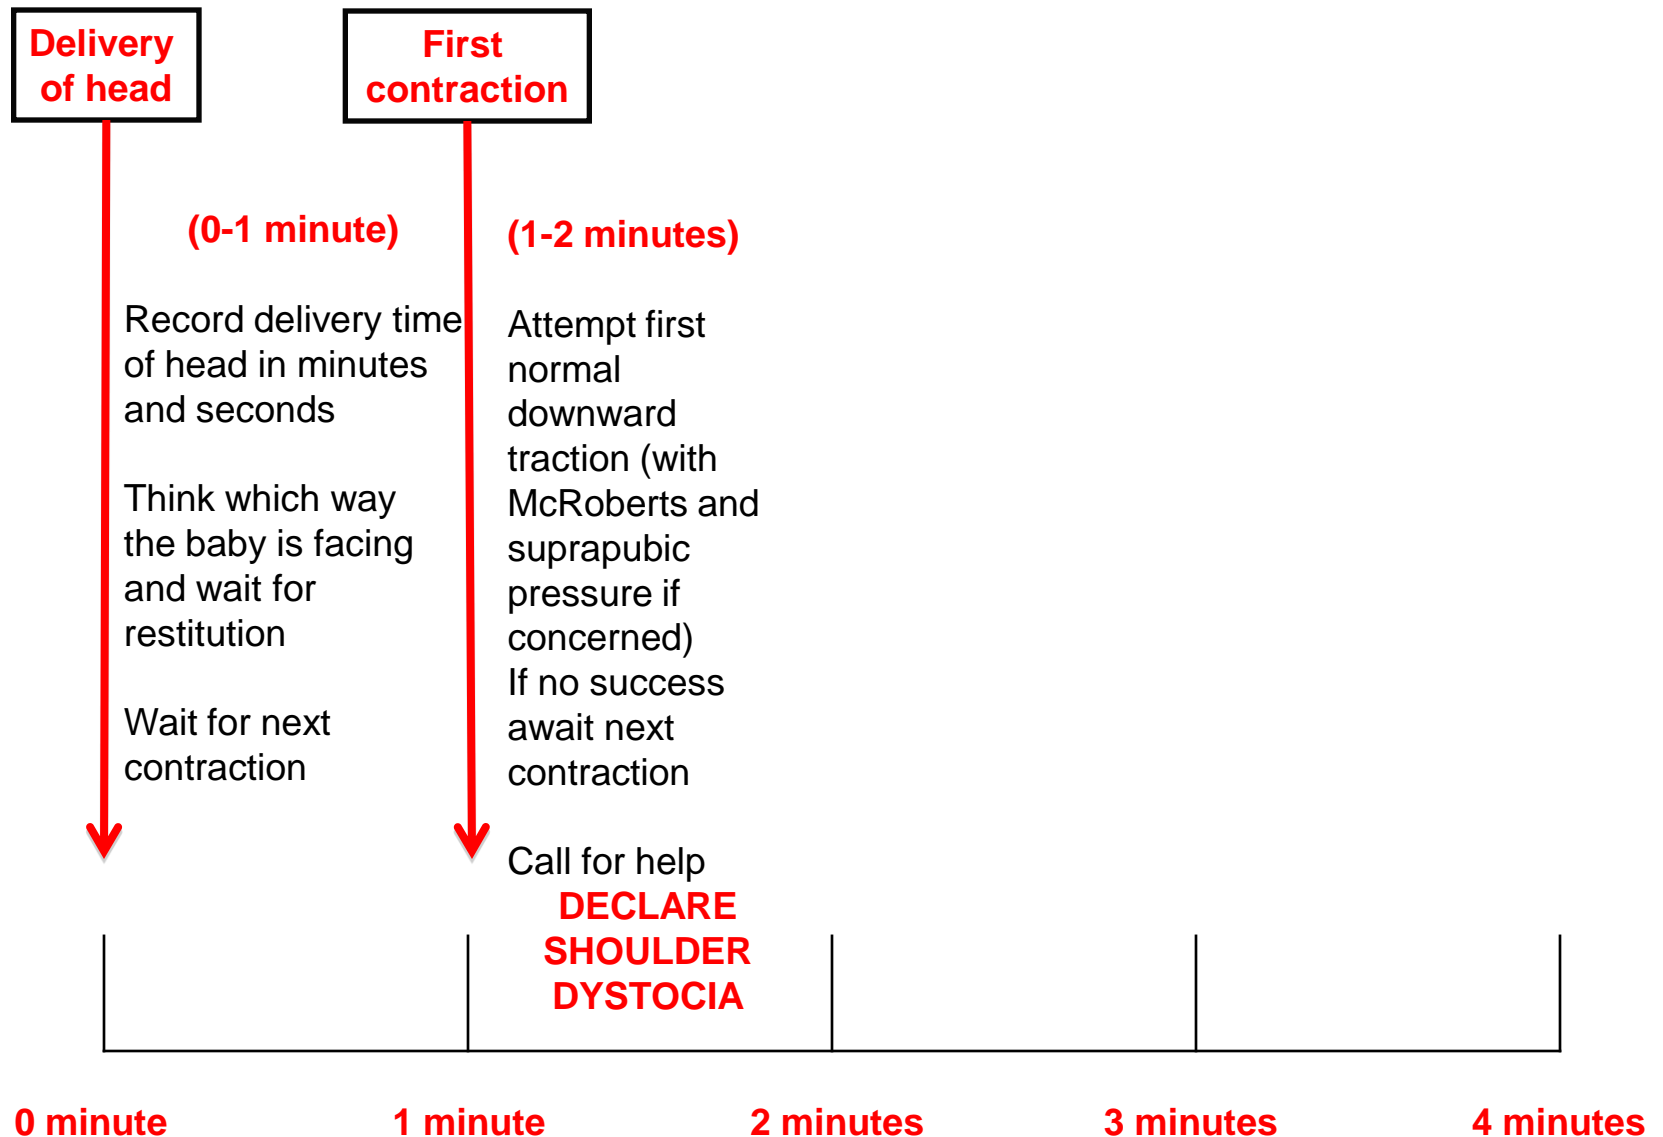 Delivery
of head
First
contraction
(0-1 minute)
Record delivery time
of head in minutes
and seconds
Think which way
the baby is facing
and wait for
restitution
Wait for next
contraction
(1-2 minutes)
Attempt first
normal
downward
traction (with
McRoberts and
suprapubic
pressure if
concerned)
If no success
await next
contraction
Call for help
DECLARE
SHOULDER
DYSTOCIA
0 minute
1 minute
2 minutes
3 minutes
4 minutes